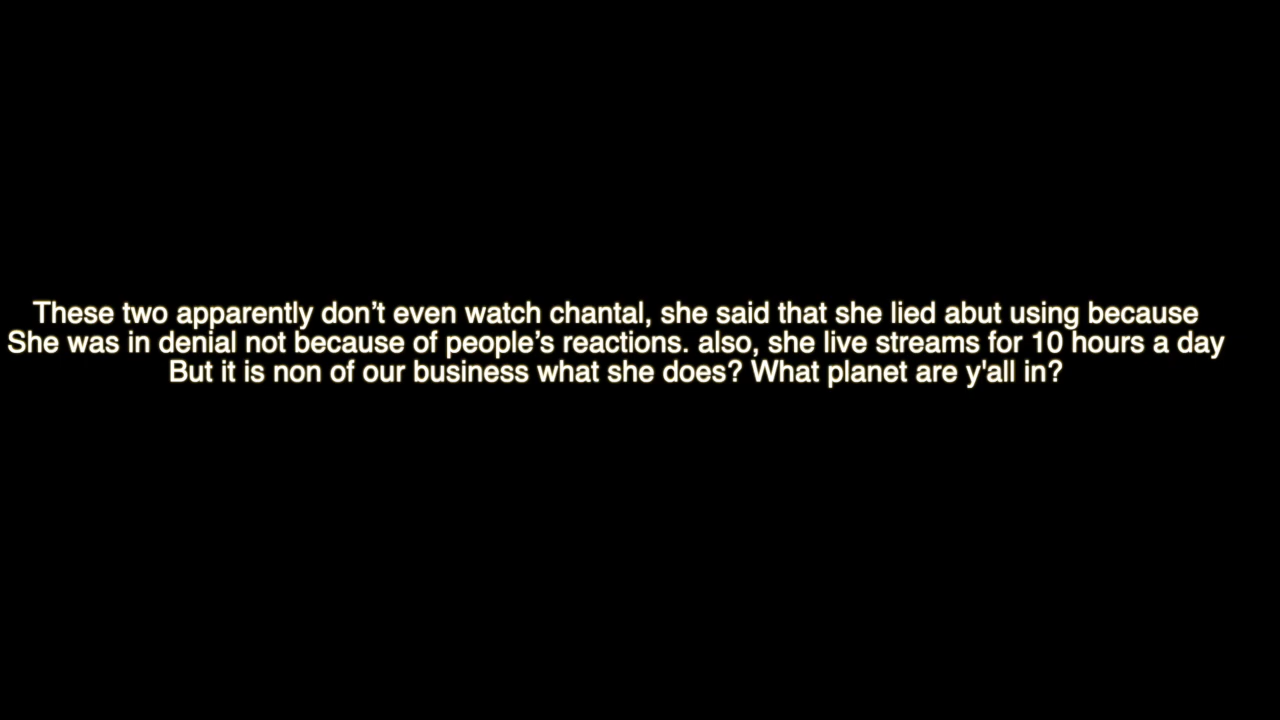 These two apparently don’t even watch chantal, she said that she lied abut using because
She was in denial not because of people’s reactions. also, she live streams for 10 hours a day
But it is non of our business what she does? What planet are y'all in?